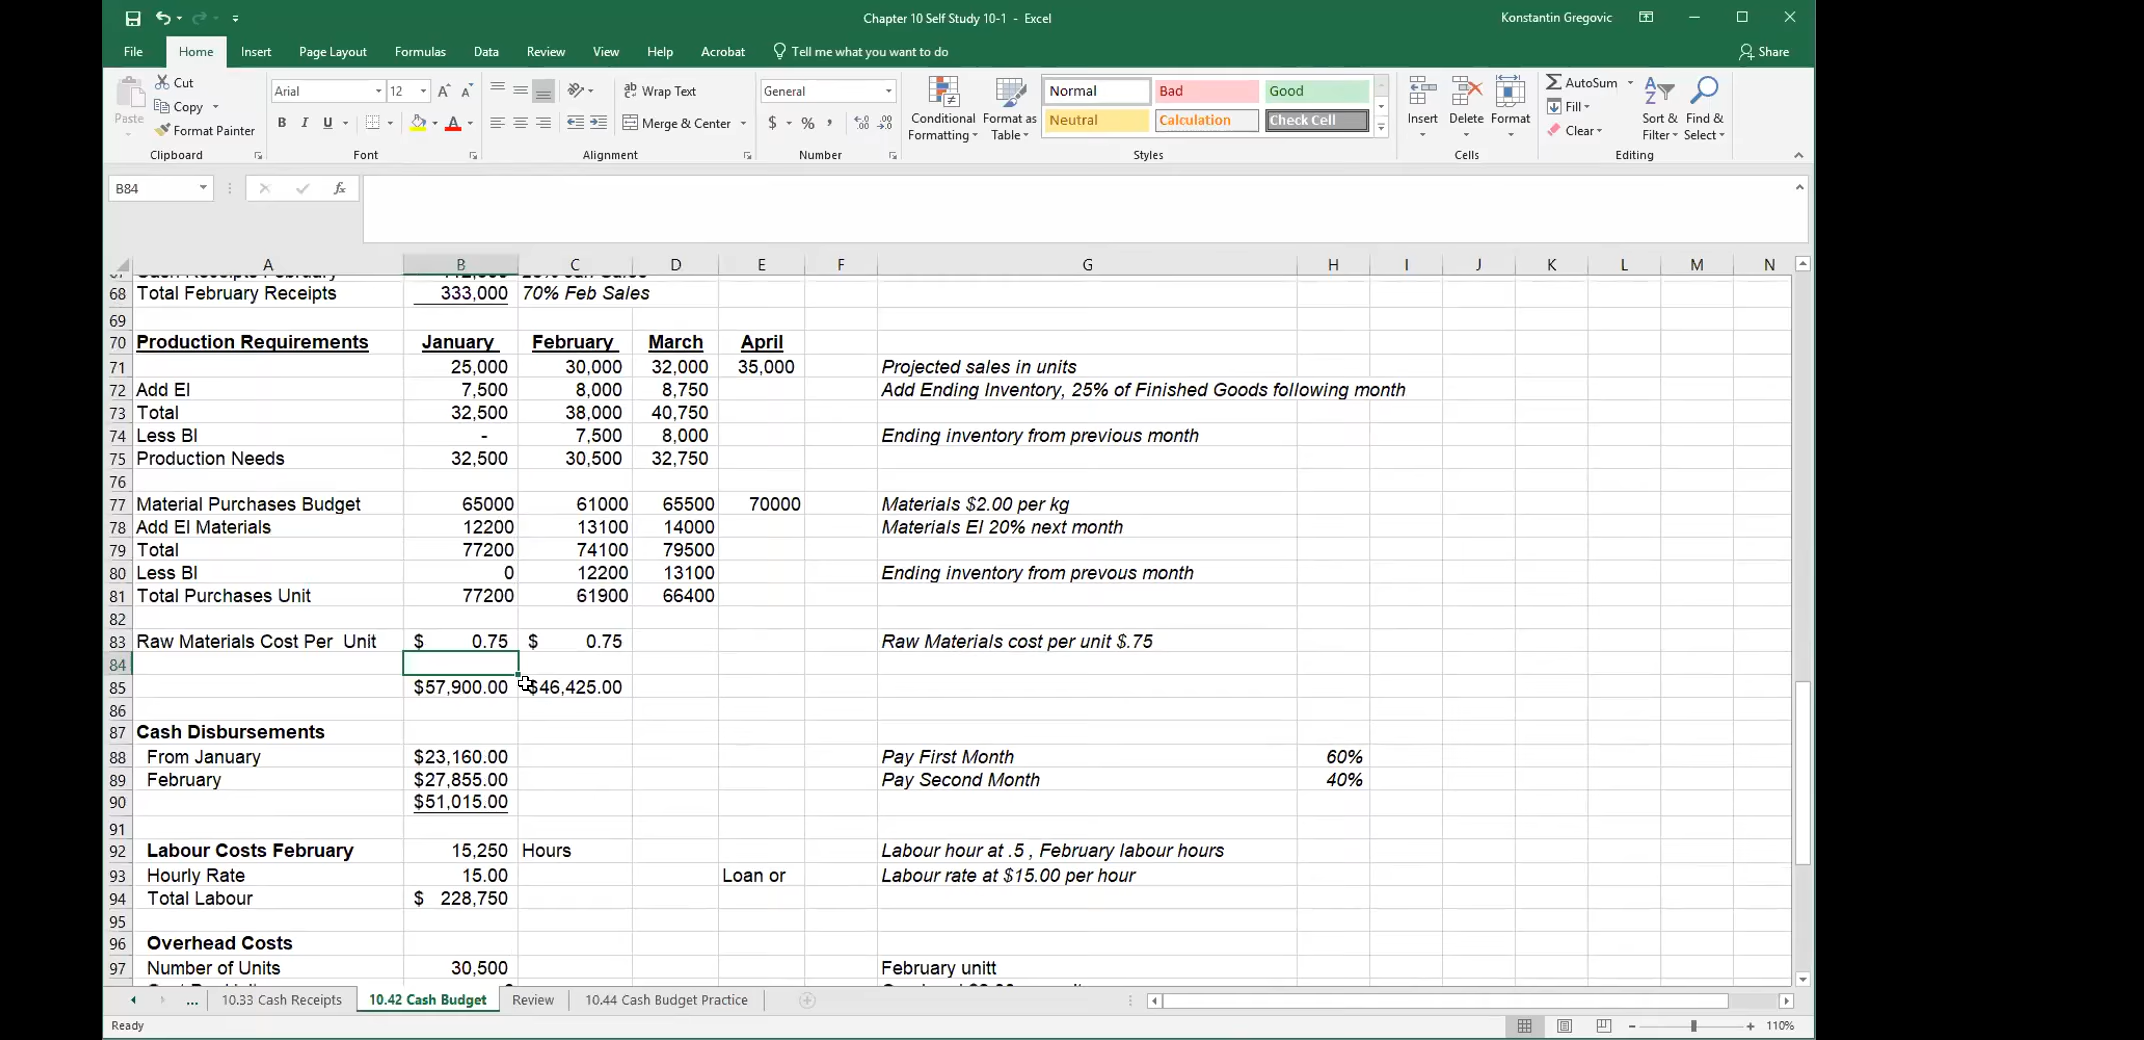 Chapter 10 Self Study 10-1 - Excel
Konstantin Gregovic
File Home Insert Page Layout Formulas Data Review View Help Acrobat Tell me what you want to do Share
Paste
Cut
Copy
Format Painter
Clipboard
Arial 12
B I U
Font
Wrap Text
Merge & Center
Alignment
General
$ % ,
Number
Conditional Formatting
Format as Table
Normal Bad Good
Neutral Calculation Check Cell
Styles
Insert Delete Format
Cells
AutoSum
Fill
Clear
Sort & Filter
Find & Select
Editing
B84 fx
A B C D E F G H I J K L M N
68 Total February Receipts 333,000 70% Feb Sales
69
70 Production Requirements January February March April
71 25,000 30,000 32,000 35,000 Projected sales in units
72 Add EI 7,500 8,000 8,750 Add Ending Inventory, 25% of Finished Goods following month
73 Total 32,500 38,000 40,750
74 Less BI - 7,500 8,000 Ending inventory from previous month
75 Production Needs 32,500 30,500 32,750
76
77 Material Purchases Budget 65000 61000 65500 70000 Materials $2.00 per kg
78 Add EI Materials 12200 13100 14000 Materials EI 20% next month
79 Total 77200 74100 79500
80 Less BI 0 12200 13100 Ending inventory from prevous month
81 Total Purchases Unit 77200 61900 66400
82
83 Raw Materials Cost Per Unit $ 0.75 $ 0.75 Raw Materials cost per unit $.75
84
85 $57,900.00 $46,425.00
86
87 Cash Disbursements
88 From January $23,160.00 Pay First Month 60%
89 February $27,855.00 Pay Second Month 40%
90 $51,015.00
91
92 Labour Costs February 15,250 Hours Labour hour at .5 , February labour hours
93 Hourly Rate 15.00 Loan or Labour rate at $15.00 per hour
94 Total Labour $ 228,750
95
96 Overhead Costs
97 Number of Units 30,500 February unitt
... 10.33 Cash Receipts 10.42 Cash Budget Review 10.44 Cash Budget Practice
Ready 110%